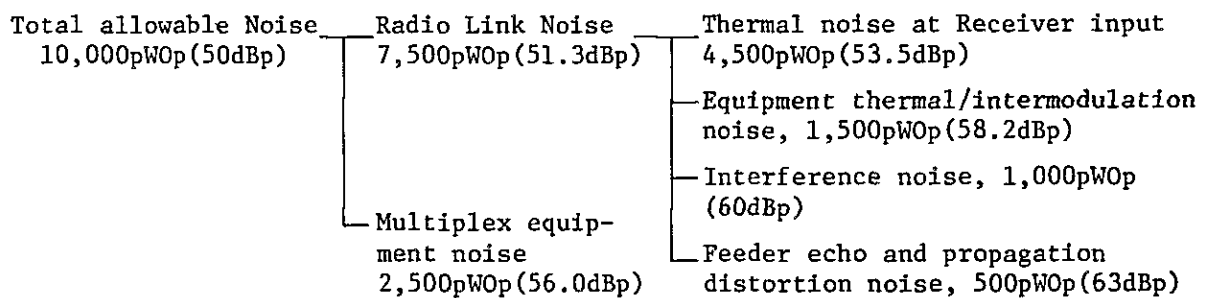 Total allowable Noise
10,000pWOp(50dBp)
Radio Link Noise
7,500pWOp(51.3dBp)
Thermal noise at Receiver input
4,500pWOp(53.5dBp)
Equipment thermal/intermodulation
noise, 1,500pWOp(58.2dBp)
Interference noise, 1,000pWOp
(60dBp)
Multiplex equip-
ment noise
2,500pWOp(56.0dBp)
Feeder echo and propagation
distortion noise, 500pWOp(63dBp)